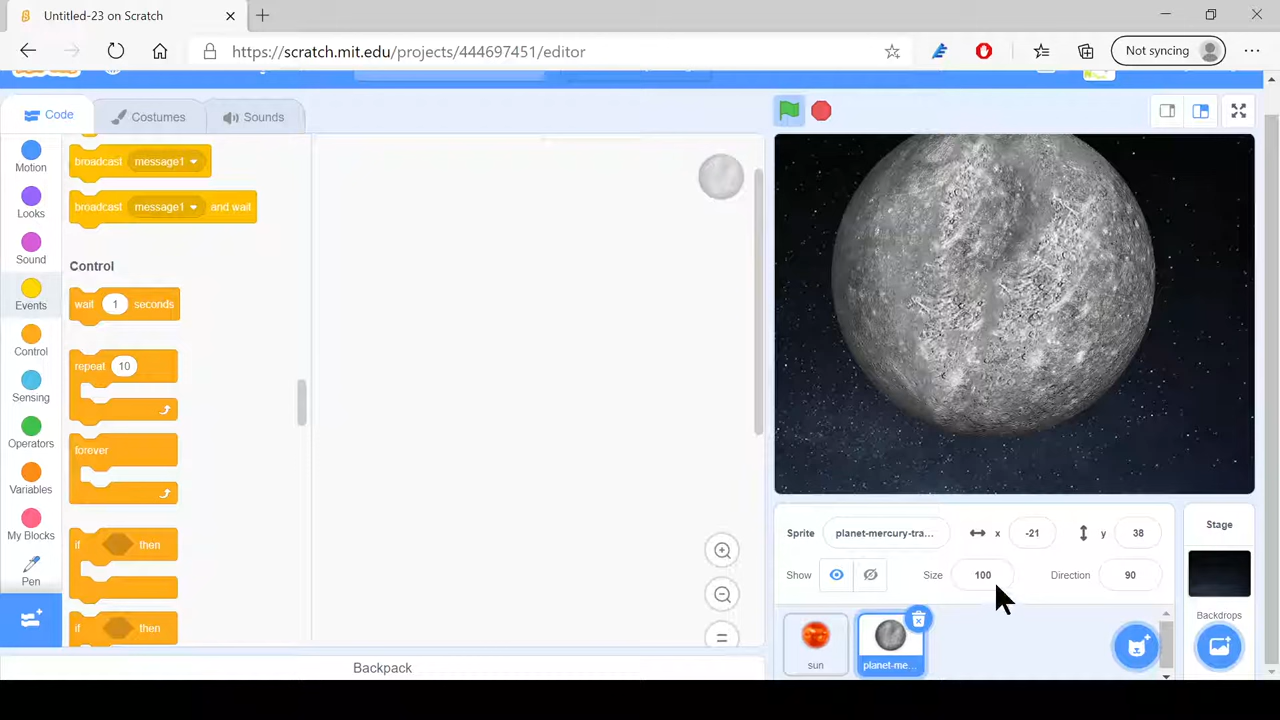 Untitled-23 on Scratch
https://scratch.mit.edu/projects/444697451/editor
Not syncing
Code
Costumes
Sounds
Motion
Looks
Sound
Events
Control
Sensing
Operators
Variables
My Blocks
Pen
broadcast message1
broadcast message1 and wait
Control
wait 1 seconds
repeat 10
forever
if then
if then
Backpack
Sprite planet-mercury-tra... x -21 y 38
Show Size 100 Direction 90
sun
planet-me...
Stage
Backdrops